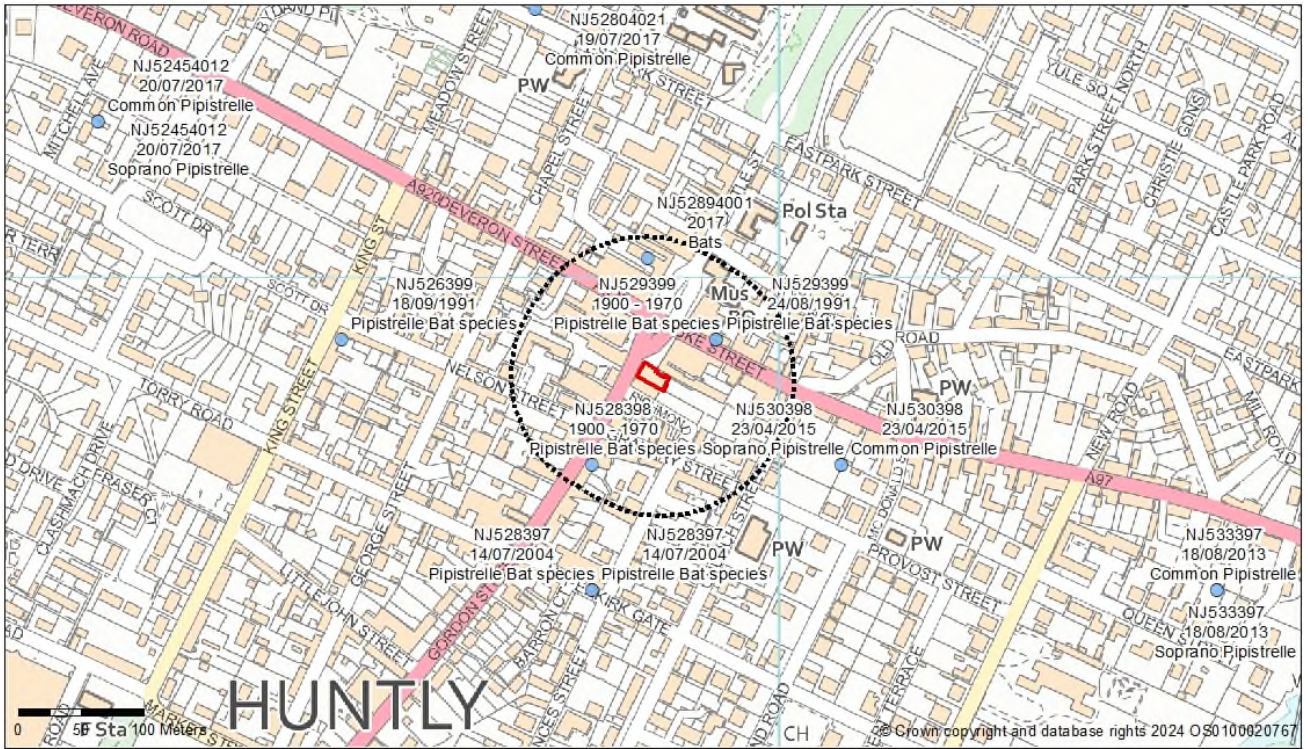 DEVERON ROAD
MEADOW STREET
NJ52804021
19/07/2017
Common Pipistrelle
PW
NJ52454012
20/07/2017
Common Pipistrelle
NJ52454012
20/07/2017
Soprano Pipistrelle
CHAPEL STREET
YULE SQ
PARK STREET NORTH
CHRISTIE GDNS
CASTLE PARK ROAD
EASTPARK STREET
SCOTT DR
A920
DEVERON STREET
KING ST
NJ52894001
2017
Bats
Pol Sta
SCOTT DR
NJ526399
18/09/1991
Pipistrelle Bat species
NJ529399
1900 - 1970
Pipistrelle Bat species
Mus
NJ529399
24/08/1991
Pipistrelle Bat species
OLD ROAD
EASTPARK
NELSON STREET
TORRY ROAD
KING STREET
PW
MILL ROAD
NEW ROAD
NJ528398
1900 - 1970
Pipistrelle Bat species
NJ530398
23/04/2015
Soprano Pipistrelle
NJ530398
23/04/2015
Common Pipistrelle
A97
CLASHMACH DRIVE
FRASER CT
GEORGE STREET
NJ528397
14/07/2004
Pipistrelle Bat species
NJ528397
14/07/2004
Pipistrelle Bat species
PW
PW
PROVOST STREET
NJ533397
18/08/2013
Common Pipistrelle
NJ533397
18/08/2013
Soprano Pipistrelle
LITTLEJOHN STREET
GORDON ST
BARRON CT
KIRK GATE
HUNTLY
0
100 Meters
F Sta
CH
© Crown copyright and database rights 2024 OS0100020767